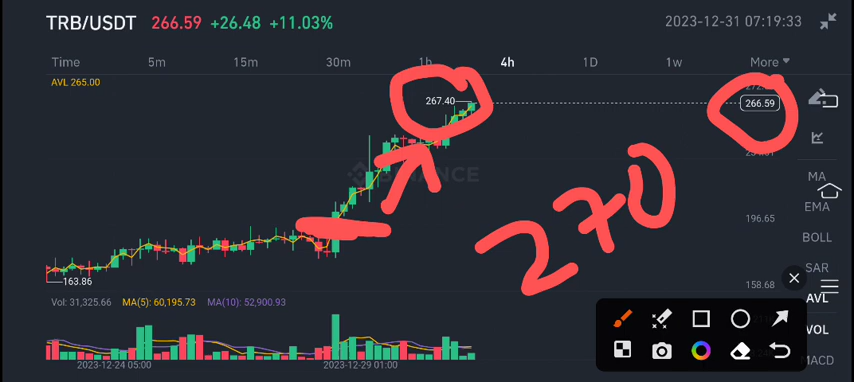 TRB/USDT 266.59 +26.48 +11.03% 2023-12-31 07:19:33
Time 5m 15m 30m 1h 4h 1D 1w More
AVL 265.00
267.40
266.59
BINANCE
MA
270
EMA
196.65
BOLL
SAR
163.86
158.68
AVL
Vol: 31,325.66 MA(5): 60,195.73 MA(10): 52,900.93
VOL
MACD
2023-12-24 05:00 2023-12-29 01:00